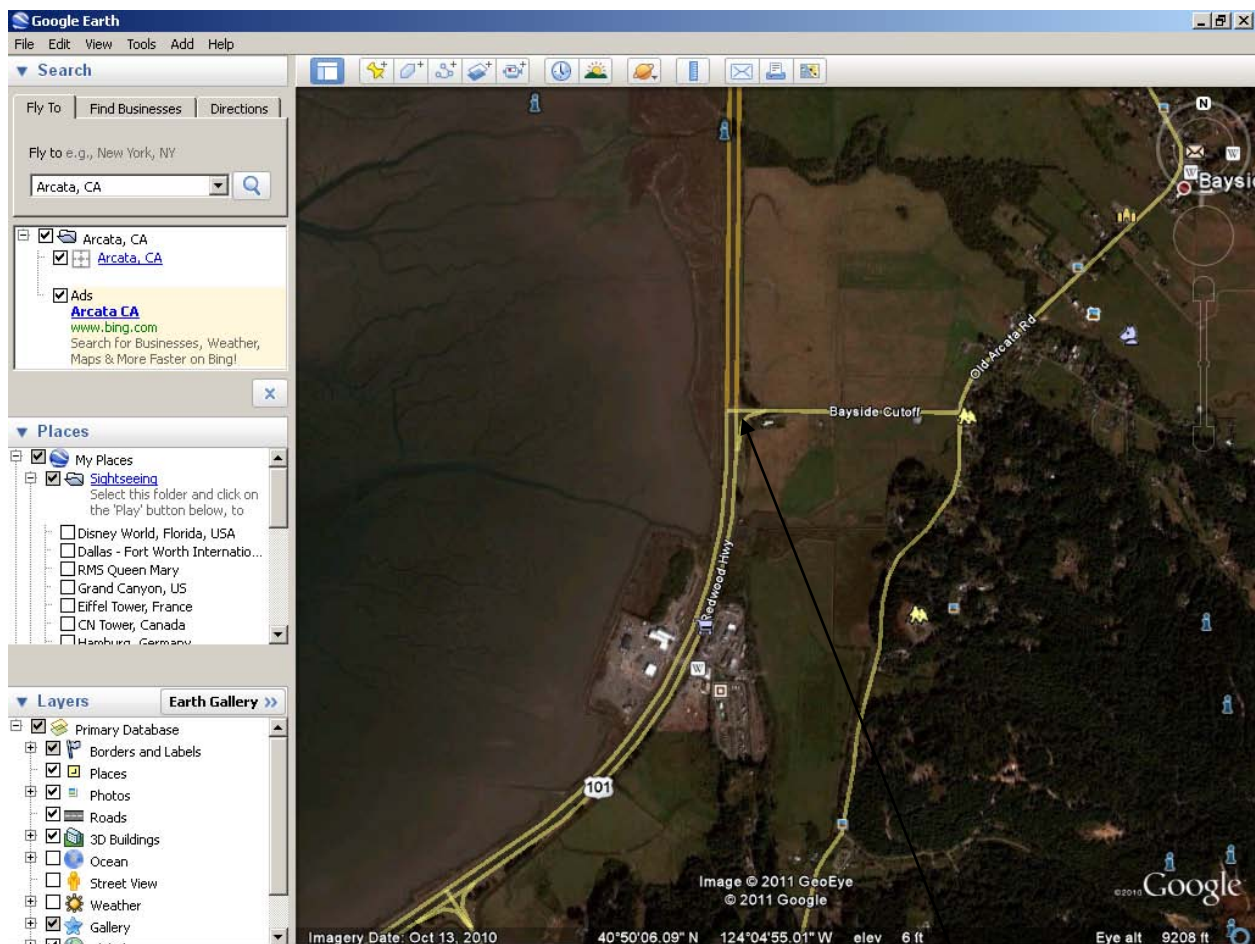 Google Earth
File Edit View Tools Add Help
Search
Fly To Find Businesses Directions
Fly to e.g., New York, NY
Arcata, CA
Arcata, CA
Arcata, CA
Ads
Arcata CA
www.bing.com
Search for Businesses, Weather,
Maps & More Faster on Bing!
Places
My Places
Sightseeing
Select this folder and click on
the 'Play' button below, to
Disney World, Florida, USA
Dallas - Fort Worth Internatio...
RMS Queen Mary
Grand Canyon, US
Eiffel Tower, France
CN Tower, Canada
Hamburg, Germany
Layers Earth Gallery >>
Primary Database
Borders and Labels
Places
Photos
Roads
3D Buildings
Ocean
Street View
Weather
Gallery
N
W
W
Baysi
Old Arcata Rd
Bayside Cutoff
Redwood Hwy
W
101
Image © 2011 GeoEye
© 2011 Google
©2010 Google
Imagery Date: Oct 13, 2010 40°50'06.09" N 124°04'55.01" W elev 6 ft Eye alt 9208 ft